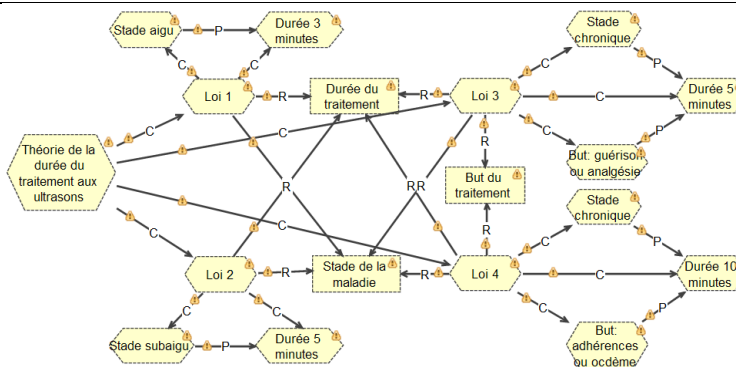 Stade aigu
P
Durée 3
minutes
Stade
chronique
C
C
C
P
Loi 1
R
Durée du
traitement
R
Loi 3
C
Durée 5
minutes
C
C
C
P
Théorie de la
durée du
traitement aux
ultrasons
R
But: guérison
ou analgésie
R
RR
But du
traitement
C
R
Stade
chronique
C
C
P
Loi 2
R
Stade de la
maladie
R
Loi 4
C
Durée 10
minutes
C
C
C
P
Stade subaigu
P
Durée 5
minutes
But:
adhérences
ou ocdème